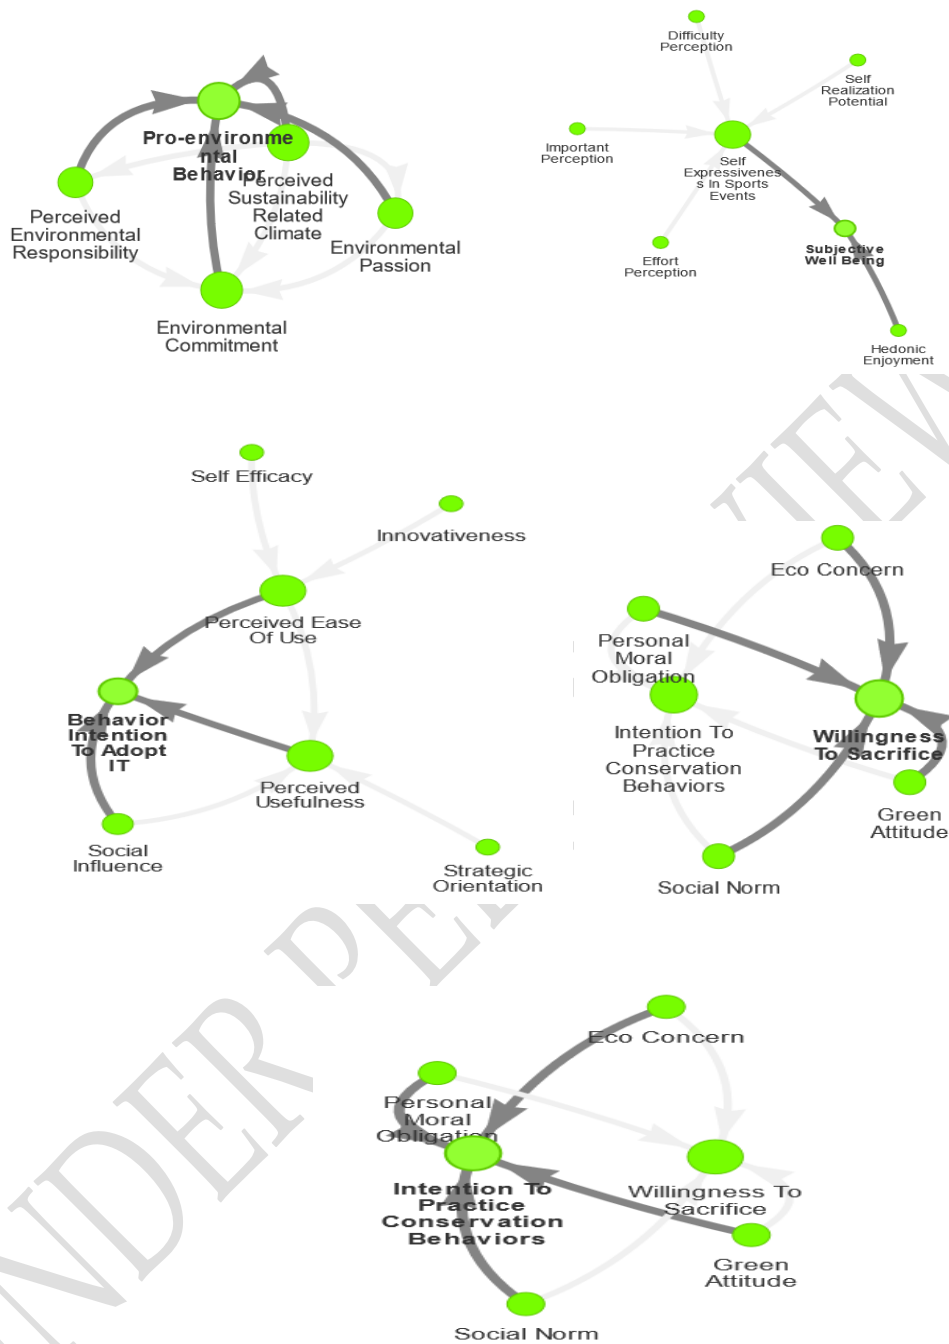 Pro-environme
ntal
Behavior
Perceived
Environmental
Responsibility
Perceived
Sustainability
Related
Climate
Environmental
Passion
Environmental
Commitment
Difficulty
Perception
Self
Realization
Potential
Important
Perception
Self
Expressivenes
s In Sports
Events
Effort
Perception
Subjective
Well Being
Hedonic
Enjoyment
Self Efficacy
Innovativeness
Perceived Ease
Of Use
Behavior
Intention
To Adopt
IT
Perceived
Usefulness
Social
Influence
Strategic
Orientation
Eco Concern
Personal
Moral
Obligation
Intention To
Practice
Conservation
Behaviors
Willingness
To Sacrifice
Green
Attitude
Social Norm
Eco Concern
Personal
Moral
Obligation
Intention To
Practice
Conservation
Behaviors
Willingness To
Sacrifice
Green
Attitude
Social Norm